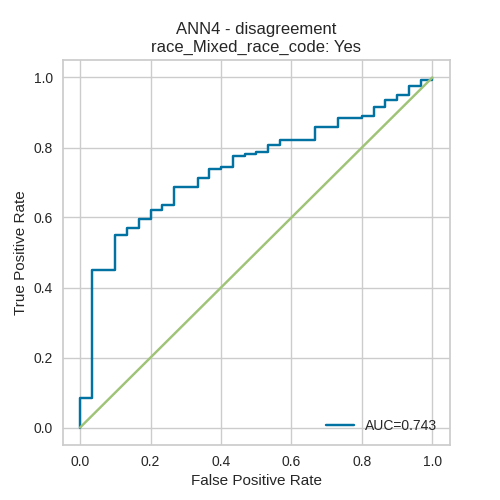 ANN4 - disagreement
race_Mixed_race_code: Yes
1.0
0.8
0.6
0.4
0.2
0.0
True Positive Rate
AUC=0.743
0.0 0.2 0.4 0.6 0.8 1.0
False Positive Rate